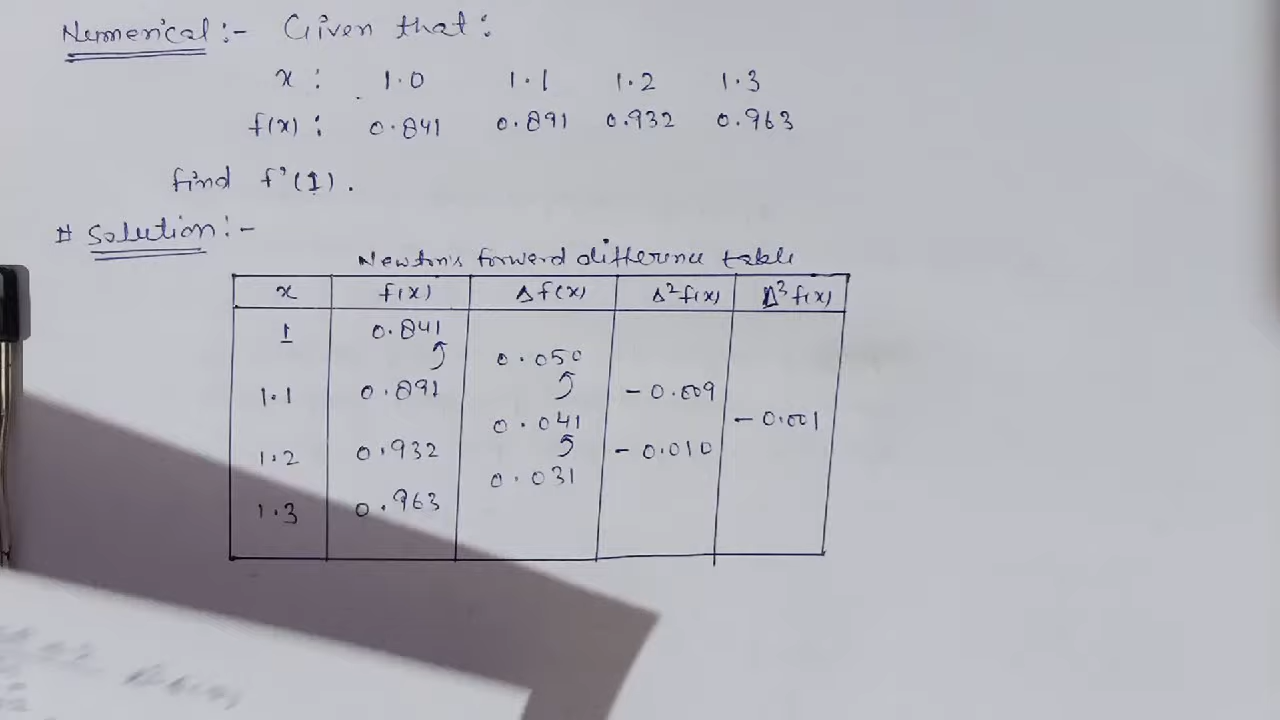 Numerical :- Given that :
x : 1.0 1.1 1.2 1.3
f(x) : 0.841 0.891 0.932 0.963
find f'(1).
# Solution :-
Newton's forward difference table
x f(x) Δf(x) Δ²f(x) Δ³f(x)
1 0.841
0.050
1.1 0.891 -0.009
0.041 -0.001
1.2 0.932 -0.010
0.031
1.3 0.963